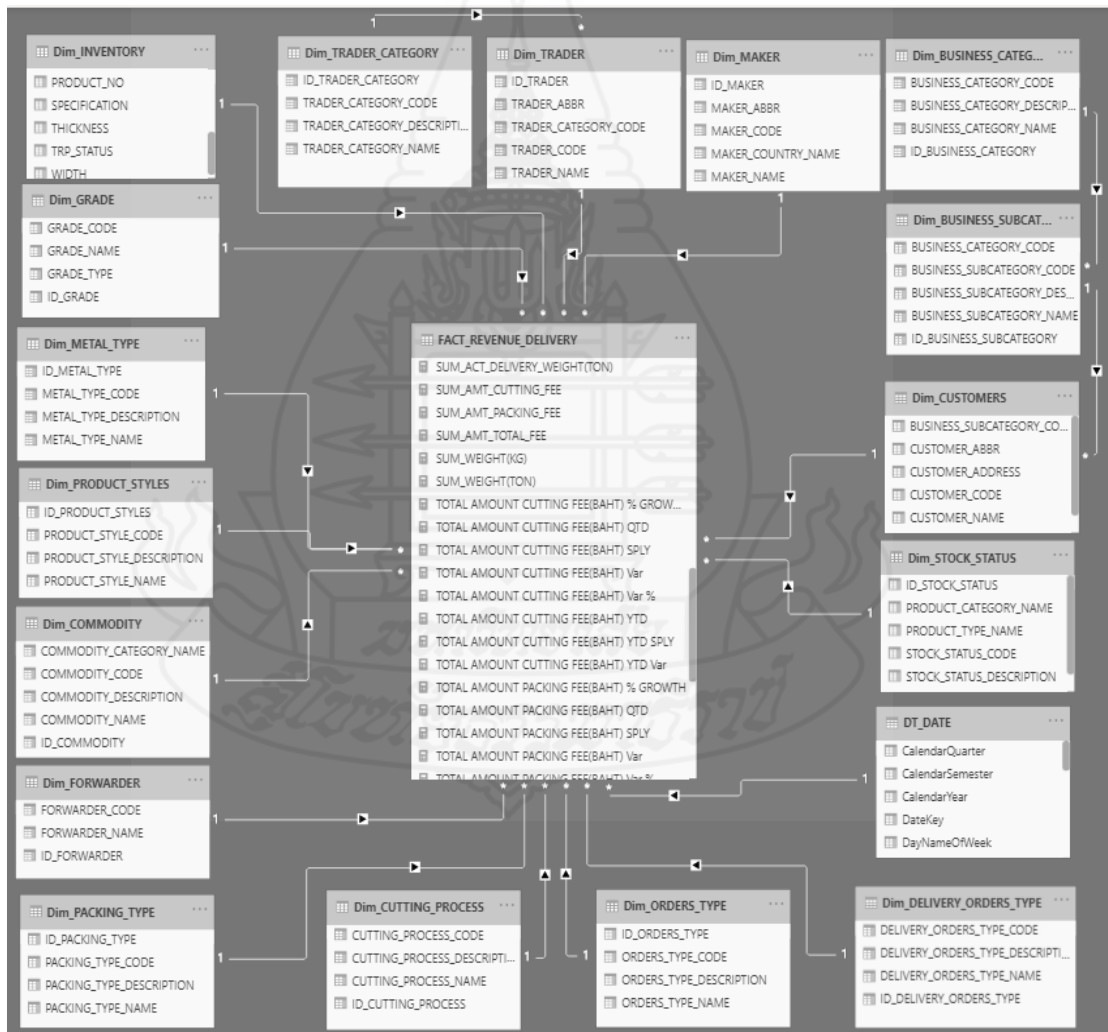 Dim_INVENTORY
PRODUCT_NO
SPECIFICATION
THICKNESS
TRP_STATUS
WIDTH
Dim_TRADER_CATEGORY
ID_TRADER_CATEGORY
TRADER_CATEGORY_CODE
TRADER_CATEGORY_DESCRIPTI...
TRADER_CATEGORY_NAME
Dim_TRADER
ID_TRADER
TRADER_ABBR
TRADER_CATEGORY_CODE
TRADER_CODE
TRADER_NAME
Dim_MAKER
ID_MAKER
MAKER_ABBR
MAKER_CODE
MAKER_COUNTRY_NAME
MAKER_NAME
Dim_BUSINESS_CATEG...
BUSINESS_CATEGORY_CODE
BUSINESS_CATEGORY_DESCRIP...
BUSINESS_CATEGORY_NAME
ID_BUSINESS_CATEGORY
Dim_GRADE
GRADE_CODE
GRADE_NAME
GRADE_TYPE
ID_GRADE
Dim_BUSINESS_SUBCAT...
BUSINESS_CATEGORY_CODE
BUSINESS_SUBCATEGORY_CODE
BUSINESS_SUBCATEGORY_DES...
BUSINESS_SUBCATEGORY_NAME
ID_BUSINESS_SUBCATEGORY
Dim_METAL_TYPE
ID_METAL_TYPE
METAL_TYPE_CODE
METAL_TYPE_DESCRIPTION
METAL_TYPE_NAME
FACT_REVENUE_DELIVERY
SUM_ACT_DELIVERY_WEIGHT(TON)
SUM_AMT_CUTTING_FEE
SUM_AMT_PACKING_FEE
SUM_AMT_TOTAL_FEE
SUM_WEIGHT(KG)
SUM_WEIGHT(TON)
TOTAL AMOUNT CUTTING FEE(BAHT) % GROW...
TOTAL AMOUNT CUTTING FEE(BAHT) QTD
TOTAL AMOUNT CUTTING FEE(BAHT) SPLY
TOTAL AMOUNT CUTTING FEE(BAHT) Var
TOTAL AMOUNT CUTTING FEE(BAHT) Var %
TOTAL AMOUNT CUTTING FEE(BAHT) YTD
TOTAL AMOUNT CUTTING FEE(BAHT) YTD SPLY
TOTAL AMOUNT CUTTING FEE(BAHT) YTD Var
TOTAL AMOUNT PACKING FEE(BAHT) % GROWTH
TOTAL AMOUNT PACKING FEE(BAHT) QTD
TOTAL AMOUNT PACKING FEE(BAHT) SPLY
TOTAL AMOUNT PACKING FEE(BAHT) Var
TOTAL AMOUNT PACKING FEE(BAHT) Var %
Dim_CUSTOMERS
BUSINESS_SUBCATEGORY_CO...
CUSTOMER_ABBR
CUSTOMER_ADDRESS
CUSTOMER_CODE
CUSTOMER_NAME
Dim_PRODUCT_STYLES
ID_PRODUCT_STYLES
PRODUCT_STYLE_CODE
PRODUCT_STYLE_DESCRIPTION
PRODUCT_STYLE_NAME
Dim_STOCK_STATUS
ID_STOCK_STATUS
PRODUCT_CATEGORY_NAME
PRODUCT_TYPE_NAME
STOCK_STATUS_CODE
STOCK_STATUS_DESCRIPTION
Dim_COMMODITY
COMMODITY_CATEGORY_NAME
COMMODITY_CODE
COMMODITY_DESCRIPTION
COMMODITY_NAME
ID_COMMODITY
DT_DATE
CalendarQuarter
CalendarSemester
CalendarYear
DateKey
DayNameOfWeek
Dim_FORWARDER
FORWARDER_CODE
FORWARDER_NAME
ID_FORWARDER
Dim_PACKING_TYPE
ID_PACKING_TYPE
PACKING_TYPE_CODE
PACKING_TYPE_DESCRIPTION
PACKING_TYPE_NAME
Dim_CUTTING_PROCESS
CUTTING_PROCESS_CODE
CUTTING_PROCESS_DESCRIPTI...
CUTTING_PROCESS_NAME
ID_CUTTING_PROCESS
Dim_ORDERS_TYPE
ID_ORDERS_TYPE
ORDERS_TYPE_CODE
ORDERS_TYPE_DESCRIPTION
ORDERS_TYPE_NAME
Dim_DELIVERY_ORDERS_TYPE
DELIVERY_ORDERS_TYPE_CODE
DELIVERY_ORDERS_TYPE_DESCRIPTI...
DELIVERY_ORDERS_TYPE_NAME
ID_DELIVERY_ORDERS_TYPE